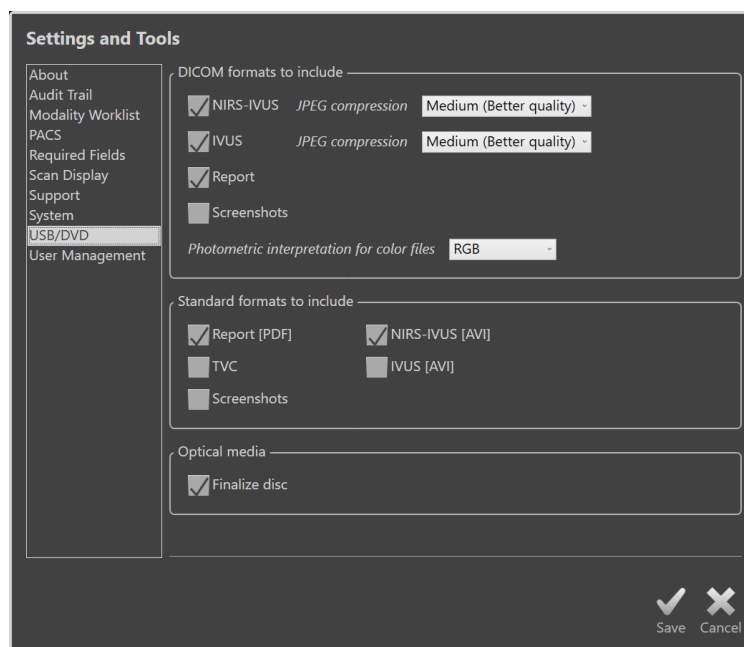 Settings and Tools
About
Audit Trail
Modality Worklist
PACS
Required Fields
Scan Display
Support
System
USB/DVD
User Management
DICOM formats to include
NIRS-IVUS JPEG compression Medium (Better quality)
IVUS JPEG compression Medium (Better quality)
Report
Screenshots
Photometric interpretation for color files RGB
Standard formats to include
Report [PDF] NIRS-IVUS [AVI]
TVC IVUS [AVI]
Screenshots
Optical media
Finalize disc
Save Cancel